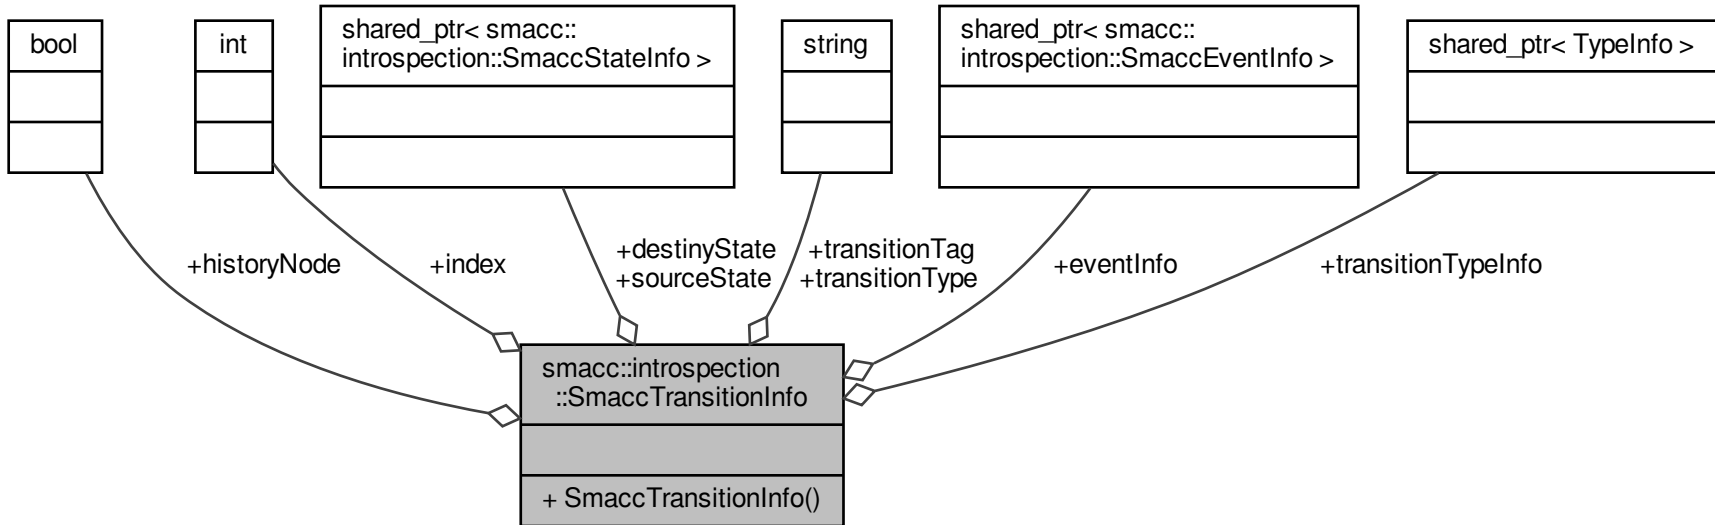 bool
int
shared_ptr< smacc::
introspection::SmaccStateInfo >
string
shared_ptr< smacc::
introspection::SmaccEventInfo >
shared_ptr< TypeInfo >
+historyNode
+index
+destinyState
+sourceState
+transitionTag
+transitionType
+eventInfo
+transitionTypeInfo
smacc::introspection
::SmaccTransitionInfo
+ SmaccTransitionInfo()